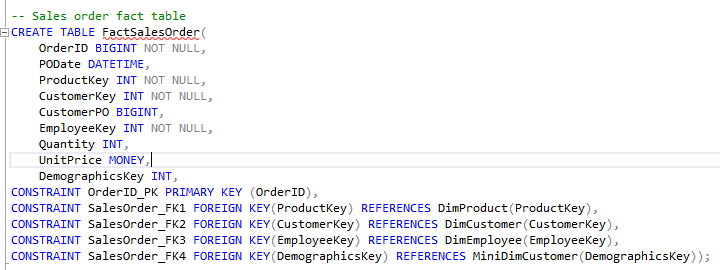 -- Sales order fact table
CREATE TABLE FactSalesOrder(
OrderID BIGINT NOT NULL,
PODate DATETIME,
ProductKey INT NOT NULL,
CustomerKey INT NOT NULL,
CustomerPO BIGINT,
EmployeeKey INT NOT NULL,
Quantity INT,
UnitPrice MONEY,
DemographicsKey INT,
CONSTRAINT OrderID_PK PRIMARY KEY (OrderID),
CONSTRAINT SalesOrder_FK1 FOREIGN KEY(ProductKey) REFERENCES DimProduct(ProductKey),
CONSTRAINT SalesOrder_FK2 FOREIGN KEY(CustomerKey) REFERENCES DimCustomer(CustomerKey),
CONSTRAINT SalesOrder_FK3 FOREIGN KEY(EmployeeKey) REFERENCES DimEmployee(EmployeeKey),
CONSTRAINT SalesOrder_FK4 FOREIGN KEY(DemographicsKey) REFERENCES MiniDimCustomer(DemographicsKey));